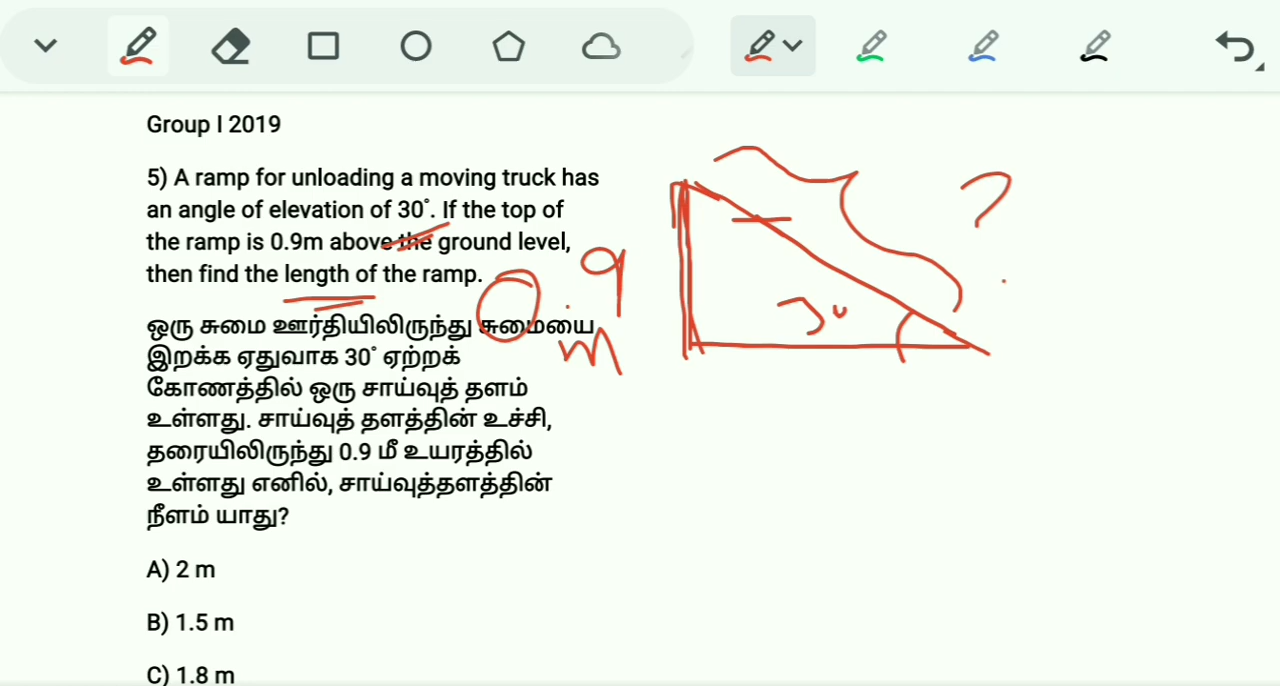 Group I 2019
5) A ramp for unloading a moving truck has
an angle of elevation of 30°. If the top of
the ramp is 0.9m above the ground level,
then find the length of the ramp.
ஒரு சுமை ஊர்தியிலிருந்து சுமையை
இறக்க ஏதுவாக 30° ஏற்றக்
கோணத்தில் ஒரு சாய்வுத் தளம்
உள்ளது. சாய்வுத் தளத்தின் உச்சி,
தரையிலிருந்து 0.9 மீ உயரத்தில்
உள்ளது எனில், சாய்வுத்தளத்தின்
நீளம் யாது?
A) 2 m
B) 1.5 m
C) 1.8 m
0.9
m
30
?